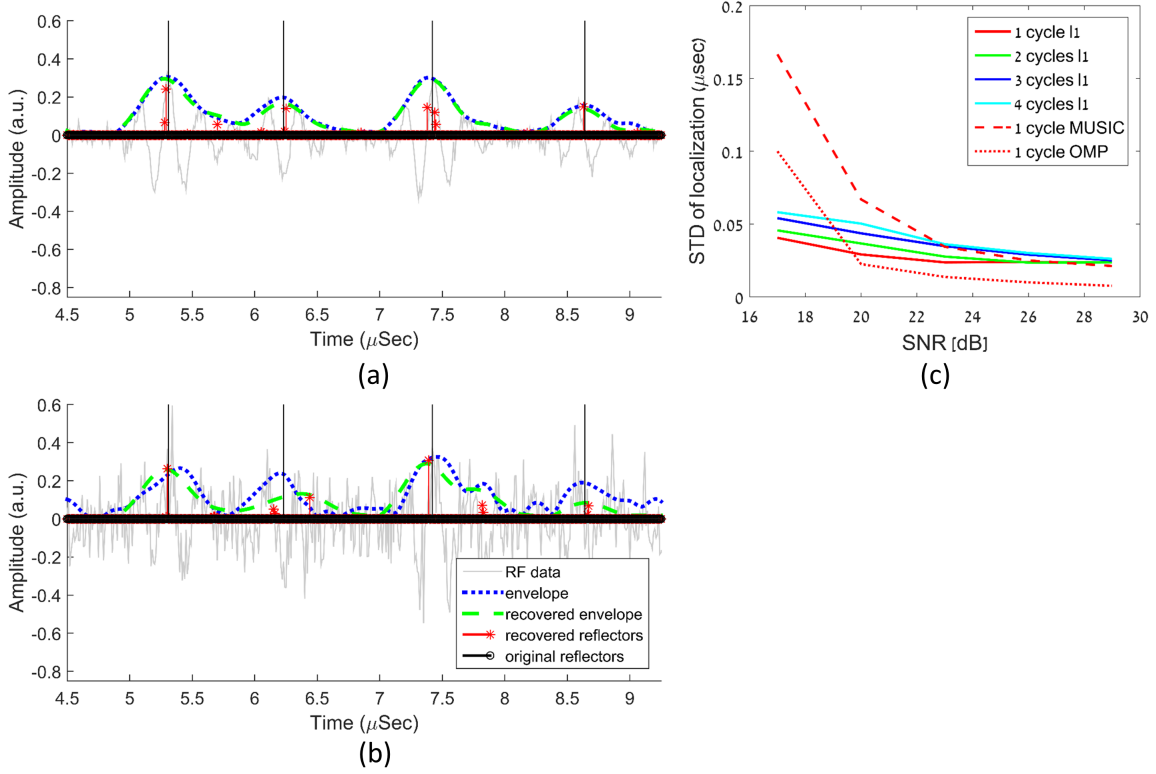 Amplitude (a.u.)
0.6
0.4
0.2
0
-0.2
-0.4
-0.6
-0.8
4.5 5 5.5 6 6.5 7 7.5 8 8.5 9
Time (μSec)
(a)
STD of localization (μsec)
0.2
0.15
0.1
0.05
0
16 18 20 22 24 26 28 30
SNR [dB]
1 cycle l1
2 cycles l1
3 cycles l1
4 cycles l1
1 cycle MUSIC
1 cycle OMP
(c)
Amplitude (a.u.)
0.6
0.4
0.2
0
-0.2
-0.4
-0.6
-0.8
4.5 5 5.5 6 6.5 7 7.5 8 8.5 9
Time (μSec)
RF data
envelope
recovered envelope
recovered reflectors
original reflectors
(b)